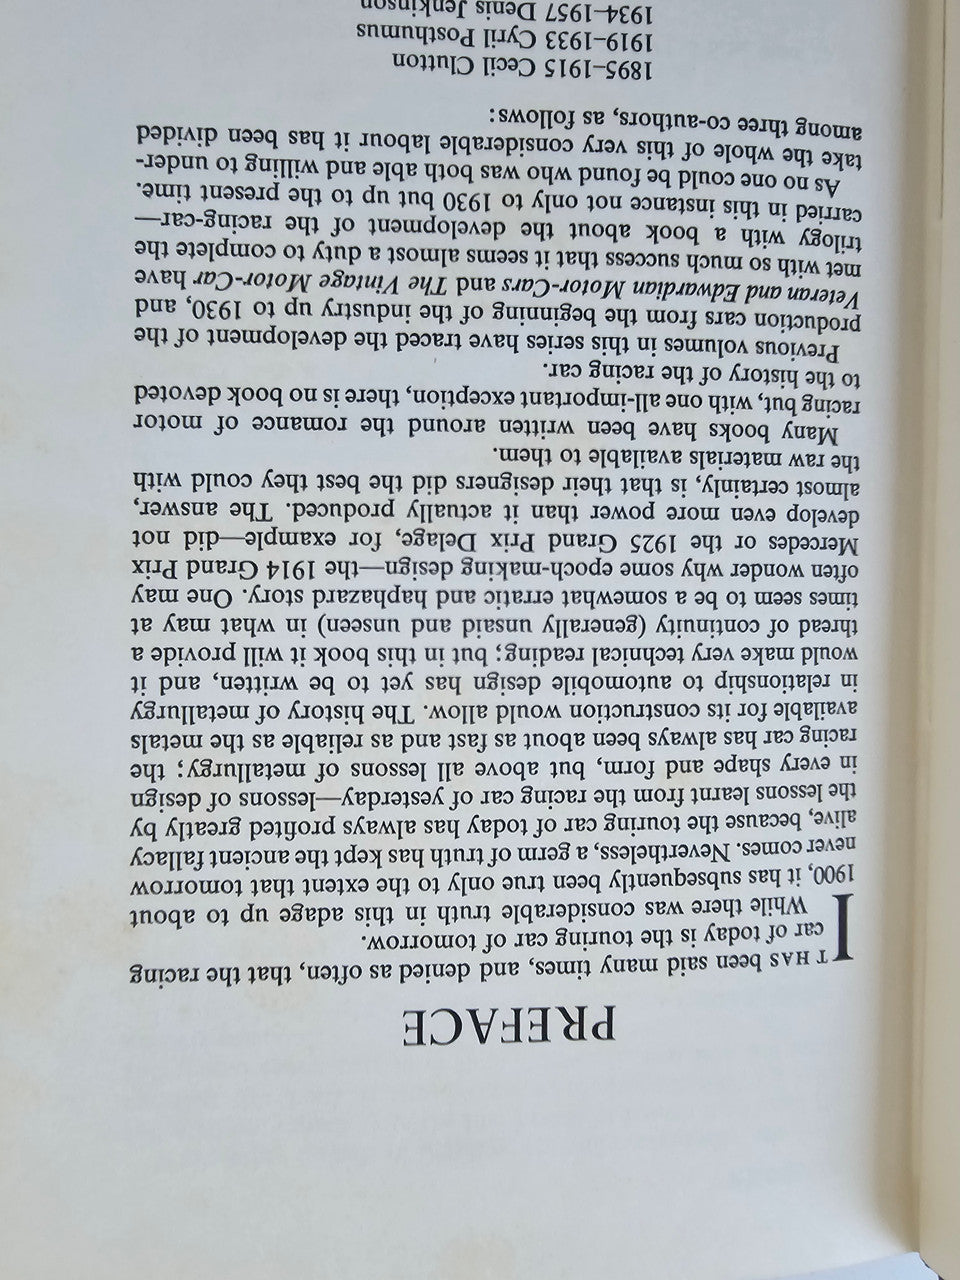 PREFACE
IT HAS been said many times, and denied as often, that the racing
car of today is the touring car of tomorrow.
While there was considerable truth in this adage up to about
1900, it has subsequently been true only to the extent that tomorrow
never comes. Nevertheless, a germ of truth has kept the ancient fallacy
alive, because the touring car of today has always profited greatly by
the lessons learnt from the racing car of yesterday—lessons of design
in every shape and form, but above all lessons of metallurgy; the
racing car has always been about as fast and as reliable as the metals
available for its construction would allow. The history of metallurgy
in relationship to automobile design has yet to be written, and it
would make very technical reading; but in this book it will provide a
thread of continuity (generally unsaid and unseen) in what may at
times seem to be a somewhat erratic and haphazard story. One may
often wonder why some epoch-making design—the 1914 Grand Prix
Mercedes or the 1925 Grand Prix Delage, for example—did not
develop even more power than it actually produced. The answer,
almost certainly, is that their designers did the best they could with
the raw materials available to them.
Many books have been written around the romance of motor
racing but, with one all-important exception, there is no book devoted
to the history of the racing car.
Previous volumes in this series have traced the development of the
production cars from the beginning of the industry up to 1930, and
Veteran and Edwardian Motor-Cars and The Vintage Motor-Car have
met with so much success that it seems almost a duty to complete the
trilogy with a book about the development of the racing-car—
carried in this instance not only to 1930 but up to the present time.
As no one could be found who was both able and willing to under-
take the whole of this very considerable labour it has been divided
among three co-authors, as follows:
1895–1915 Cecil Clutton
1919–1933 Cyril Posthumus
1934–1957 Denis Jenkinson